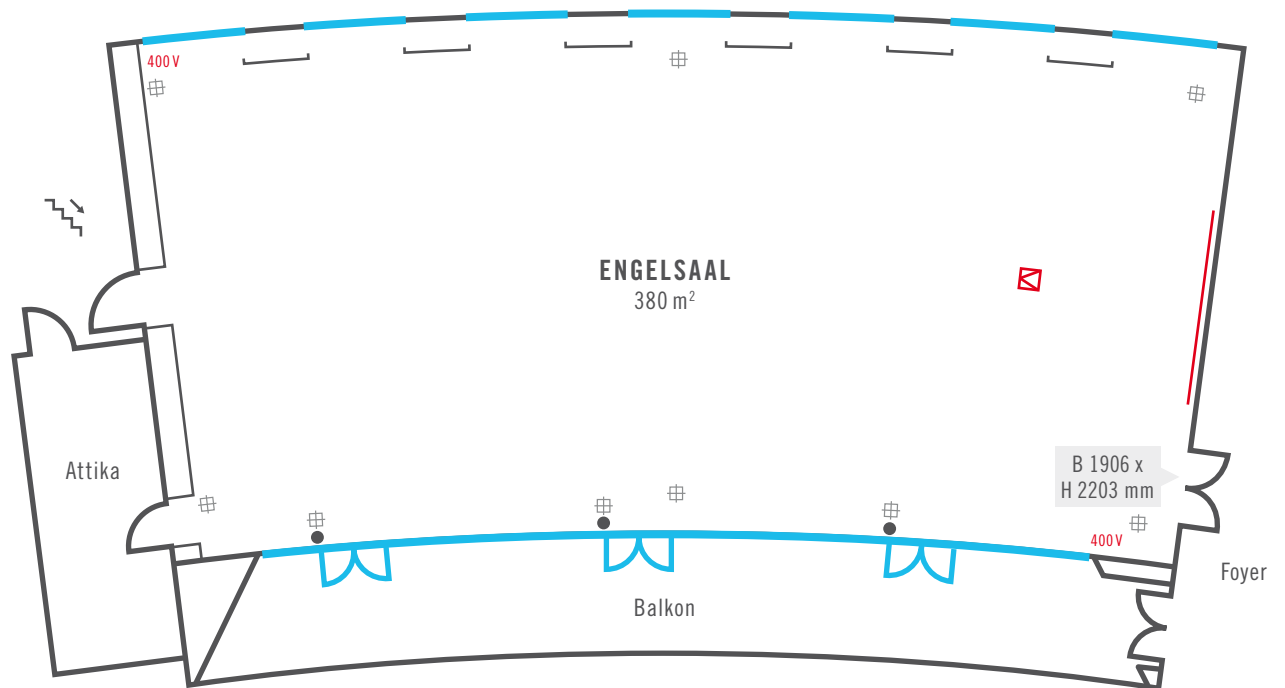 400 V
ENGELSAAL
380 m²
Attika
B 1906 x
H 2203 mm
400 V
Foyer
Balkon